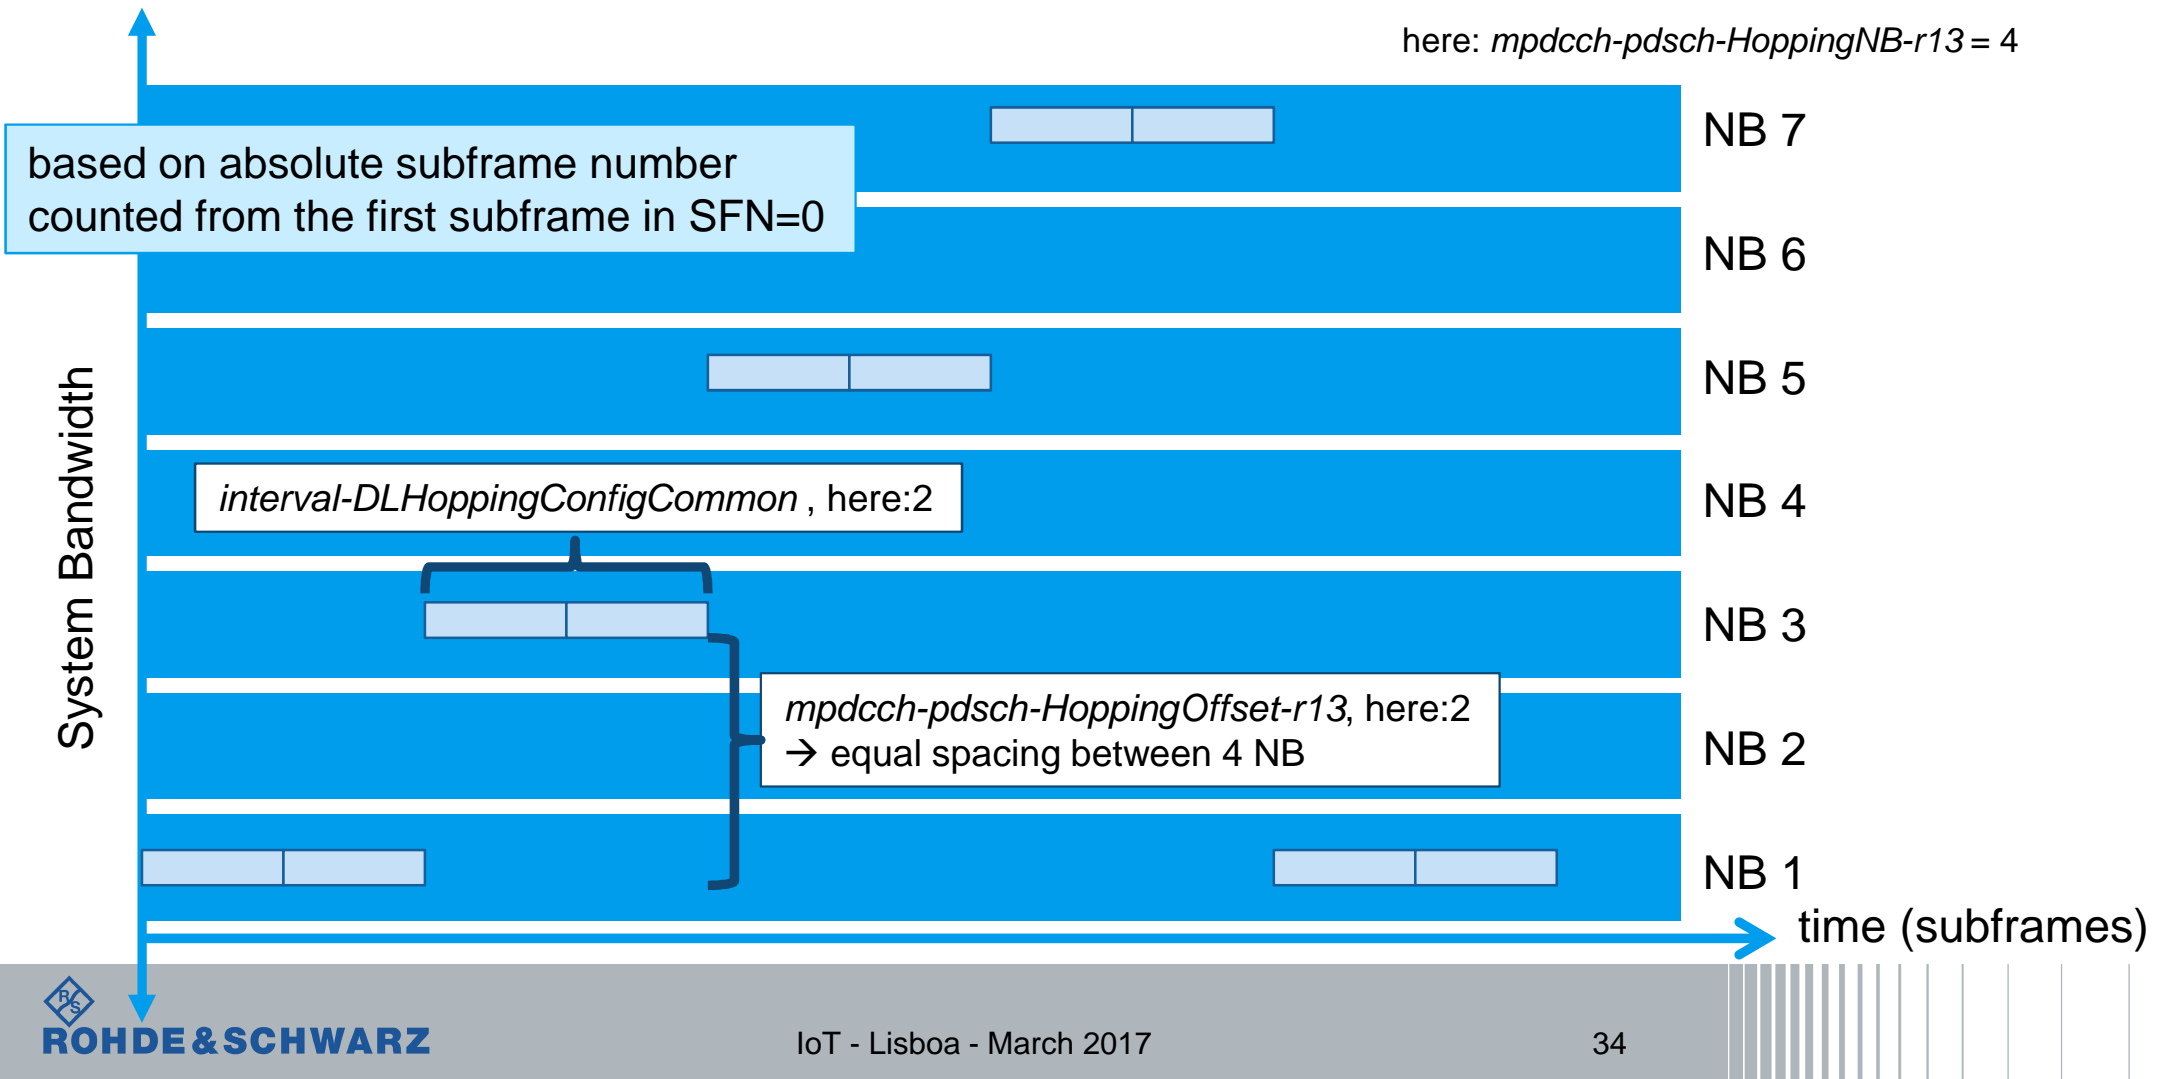 here: mpdcch-pdsch-HoppingNB-r13 = 4
NB 7
based on absolute subframe number
counted from the first subframe in SFN=0
NB 6
NB 5
System Bandwidth
interval-DLHoppingConfigCommon , here:2
NB 4
NB 3
mpdcch-pdsch-HoppingOffset-r13, here:2
→ equal spacing between 4 NB
NB 2
NB 1
time (subframes)
R S
ROHDE&SCHWARZ
IoT - Lisboa - March 2017
34